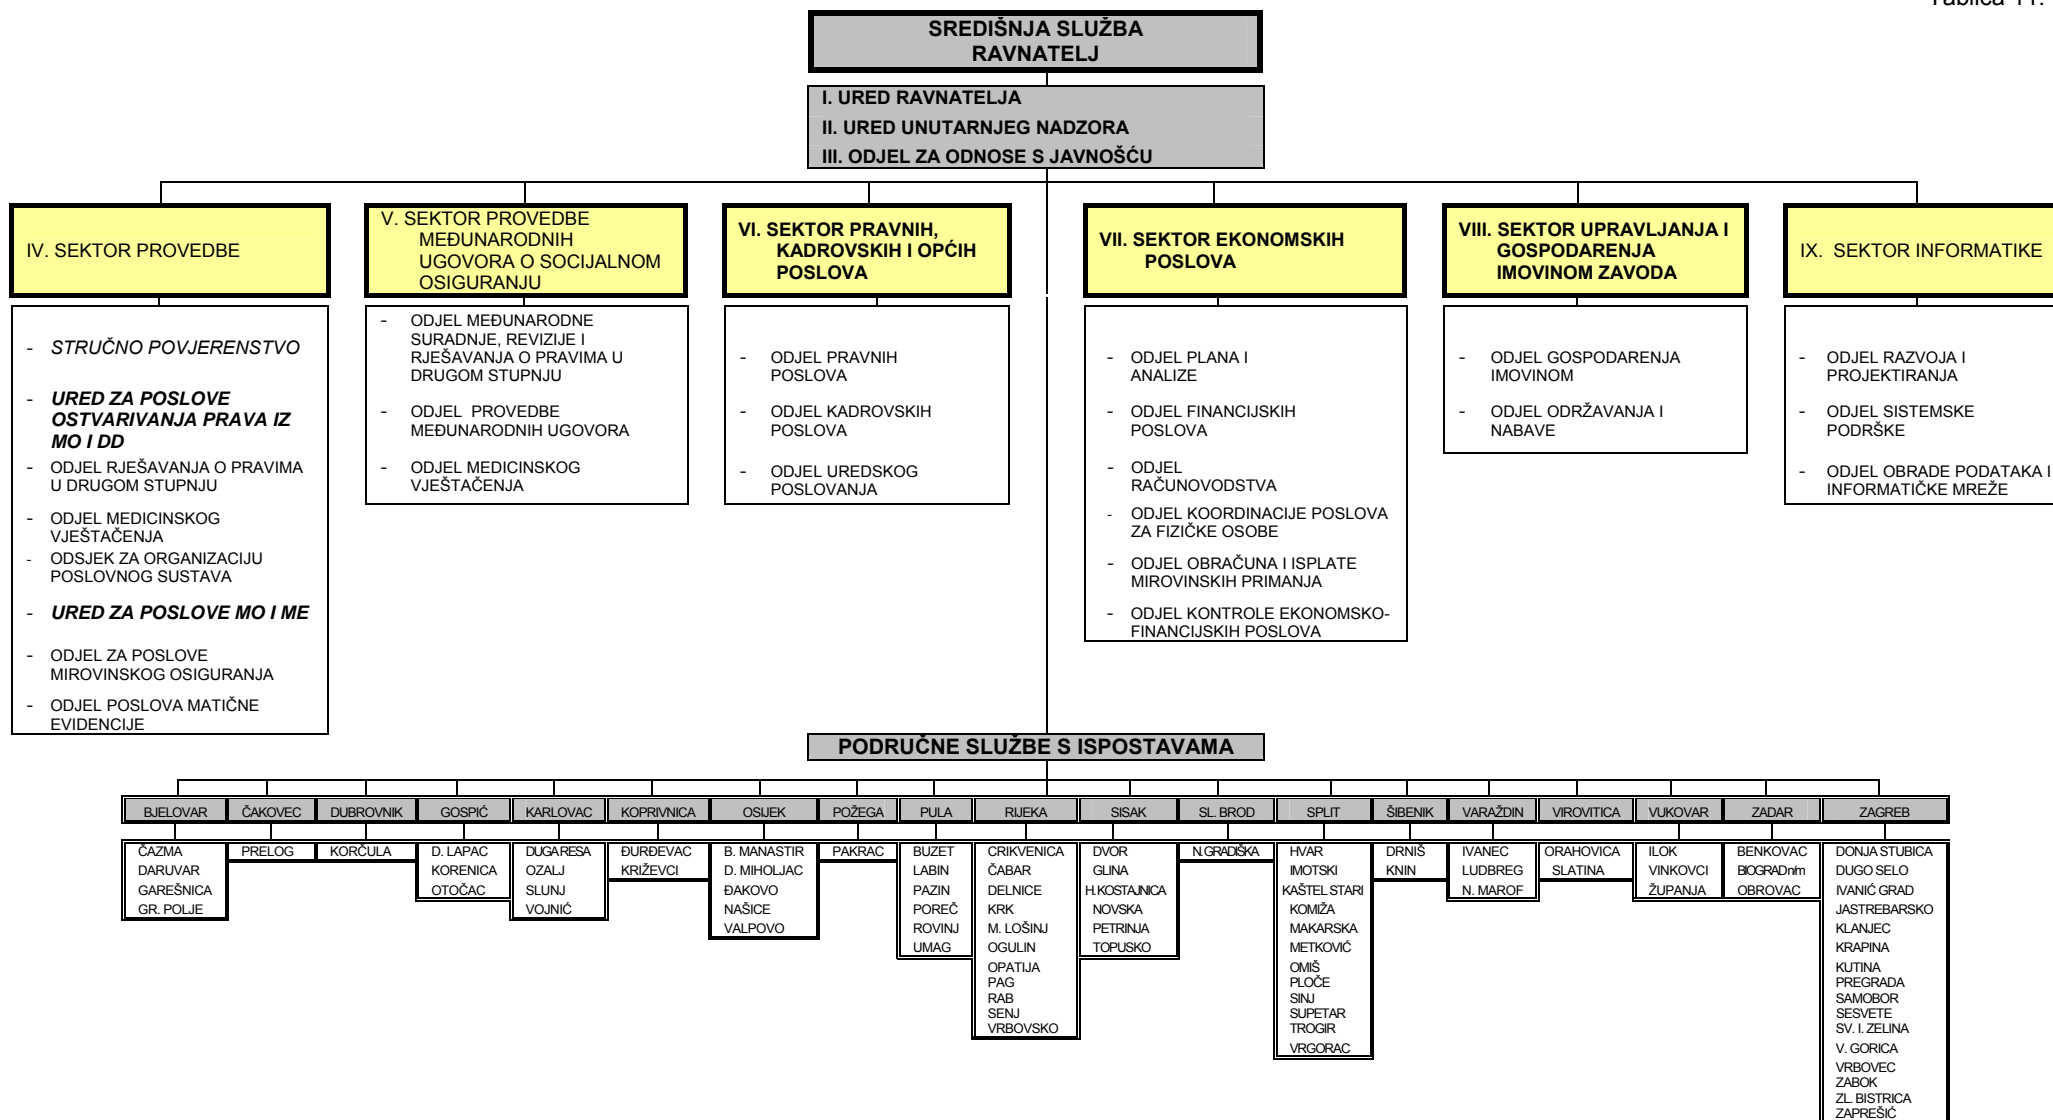 Tablica 11.
SREDIŠNJA SLUŽBA
RAVNATELJ
I. URED RAVNATELJA
II. URED UNUTARNJEG NADZORA
III. ODJEL ZA ODNOSE S JAVNOŠĆU
IV. SEKTOR PROVEDBE
- STRUČNO POVJERENSTVO
- URED ZA POSLOVE
OSTVARIVANJA PRAVA IZ
MO I DD
- ODJEL RJEŠAVANJA O PRAVIMA
U DRUGOM STUPNJU
- ODJEL MEDICINSKOG
VJEŠTAČENJA
- ODSJEK ZA ORGANIZACIJU
POSLOVNOG SUSTAVA
- URED ZA POSLOVE MO I ME
- ODJEL ZA POSLOVE
MIROVINSKOG OSIGURANJA
- ODJEL POSLOVA MATIČNE
EVIDENCIJE
V. SEKTOR PROVEDBE
MEĐUNARODNIH
UGOVORA O SOCIJALNOM
OSIGURANJU
- ODJEL MEĐUNARODNE
SURADNJE, REVIZIJE I
RJEŠAVANJA O PRAVIMA U
DRUGOM STUPNJU
- ODJEL PROVEDBE
MEĐUNARODNIH UGOVORA
- ODJEL MEDICINSKOG
VJEŠTAČENJA
VI. SEKTOR PRAVNIH,
KADROVSKIH I OPĆIH
POSLOVA
- ODJEL PRAVNIH
POSLOVA
- ODJEL KADROVSKIH
POSLOVA
- ODJEL UREDSKOG
POSLOVANJA
VII. SEKTOR EKONOMSKIH
POSLOVA
- ODJEL PLANA I
ANALIZE
- ODJEL FINANCIJSKIH
POSLOVA
- ODJEL
RAČUNOVODSTVA
- ODJEL KOORDINACIJE POSLOVA
ZA FIZIČKE OSOBE
- ODJEL OBRAČUNA I ISPLATE
MIROVINSKIH PRIMANJA
- ODJEL KONTROLE EKONOMSKO-
FINANCIJSKIH POSLOVA
VIII. SEKTOR UPRAVLJANJA I
GOSPODARENJA
IMOVINOM ZAVODA
- ODJEL GOSPODARENJA
IMOVINOM
- ODJEL ODRŽAVANJA I
NABAVE
IX. SEKTOR INFORMATIKE
- ODJEL RAZVOJA I
PROJEKTIRANJA
- ODJEL SISTEMSKE
PODRŠKE
- ODJEL OBRADE PODATAKA I
INFORMATIČKE MREŽE
PODRUČNE SLUŽBE S ISPOSTAVAMA
BJELOVAR
ČAZMA
DARUVAR
GAREŠNICA
GR. POLJE
ČAKOVEC
PRELOG
DUBROVNIK
KORČULA
GOSPIĆ
D. LAPAC
KORENICA
OTOČAC
KARLOVAC
DUGA RESA
OZALJ
SLUNJ
VOJNIĆ
KOPRIVNICA
ĐURĐEVAC
KRIŽEVCI
OSIJEK
B. MANASTIR
D. MIHOLJAC
ĐAKOVO
NAŠICE
VALPOVO
POŽEGA
PAKRAC
PULA
BUZET
LABIN
PAZIN
POREČ
ROVINJ
UMAG
RIJEKA
CRIKVENICA
ČABAR
DELNICE
KRK
M. LOŠINJ
OGULIN
OPATIJA
PAG
RAB
SENJ
VRBOVSKO
SISAK
DVOR
GLINA
H. KOSTAJNICA
NOVSKA
PETRINJA
TOPUSKO
SL. BROD
N. GRADIŠKA
SPLIT
HVAR
IMOTSKI
KAŠTEL STARI
KOMIŽA
MAKARSKA
METKOVIĆ
OMIŠ
PLOČE
SINJ
SUPETAR
TROGIR
VRGORAC
ŠIBENIK
DRNIŠ
KNIN
VARAŽDIN
IVANEC
LUDBREG
N. MAROF
VIROVITICA
ORAHOVICA
SLATINA
VUKOVAR
ILOK
VINKOVCI
ŽUPANJA
ZADAR
BENKOVAC
BIOGRAD n/m
OBROVAC
ZAGREB
DONJA STUBICA
DUGO SELO
IVANIĆ GRAD
JASTREBARSKO
KLANJEC
KRAPINA
KUTINA
PREGRADA
SAMOBOR
SESVETE
SV. I. ZELINA
V. GORICA
VRBOVEC
ZABOK
ZL. BISTRICA
ZAPREŠIĆ